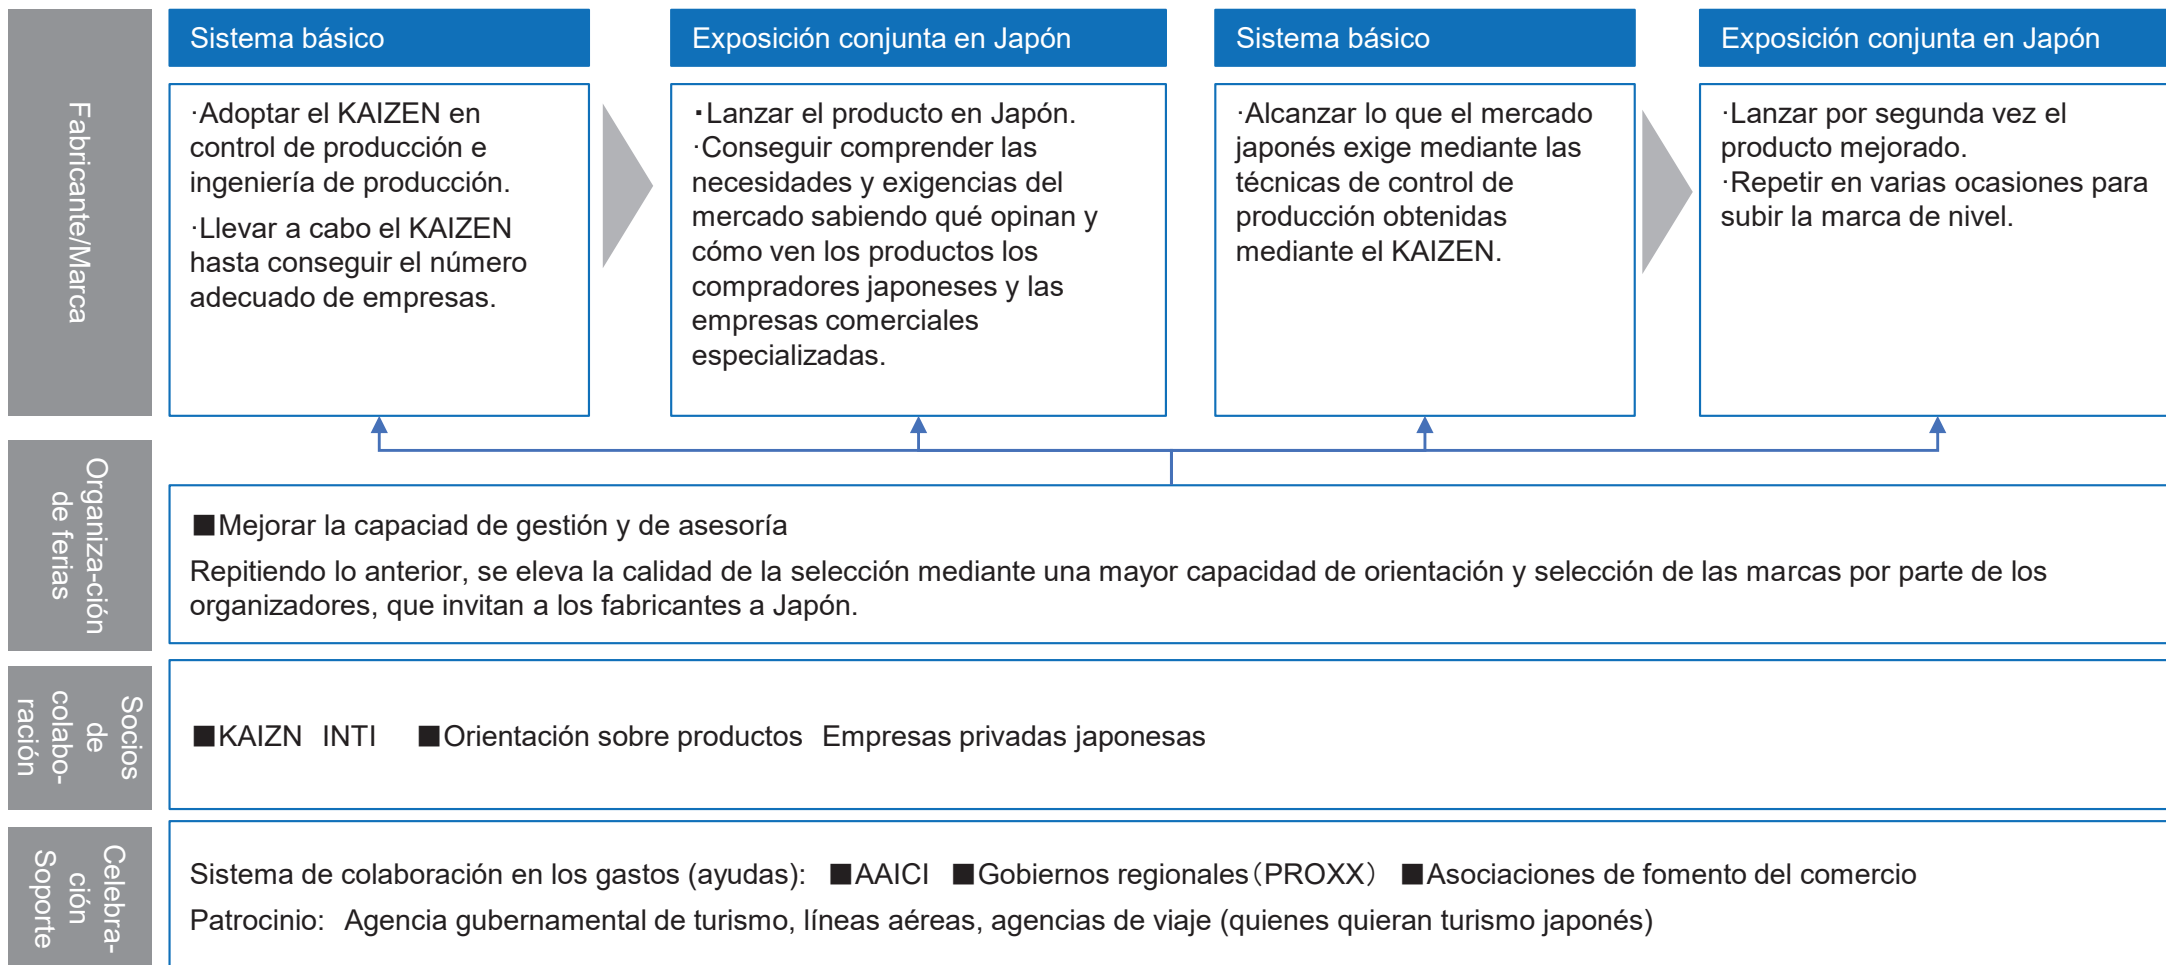 Fabricante/Marca
Sistema básico
·Adoptar el KAIZEN en
control de producción e
ingeniería de producción.
·Llevar a cabo el KAIZEN
hasta conseguir el número
adecuado de empresas.
Exposición conjunta en Japón
・Lanzar el producto en Japón.
·Conseguir comprender las
necesidades y exigencias del
mercado sabiendo qué opinan y
cómo ven los productos los
compradores japoneses y las
empresas comerciales
especializadas.
Sistema básico
·Alcanzar lo que el mercado
japonés exige mediante las
técnicas de control de
producción obtenidas
mediante el KAIZEN.
Exposición conjunta en Japón
·Lanzar por segunda vez el
producto mejorado.
·Repetir en varias ocasiones para
subir la marca de nivel.
Organiza-ción
de ferias
■Mejorar la capaciad de gestión y de asesoría
Repitiendo lo anterior, se eleva la calidad de la selección mediante una mayor capacidad de orientación y selección de las marcas por parte de los
organizadores, que invitan a los fabricantes a Japón.
Socios
de
colabo-
ración
■KAIZN INTI ■Orientación sobre productos Empresas privadas japonesas
Celebra-
ción
Soporte
Sistema de colaboración en los gastos (ayudas): ■AAICI ■Gobiernos regionales（PROXX） ■Asociaciones de fomento del comercio
Patrocinio: Agencia gubernamental de turismo, líneas aéreas, agencias de viaje (quienes quieran turismo japonés)